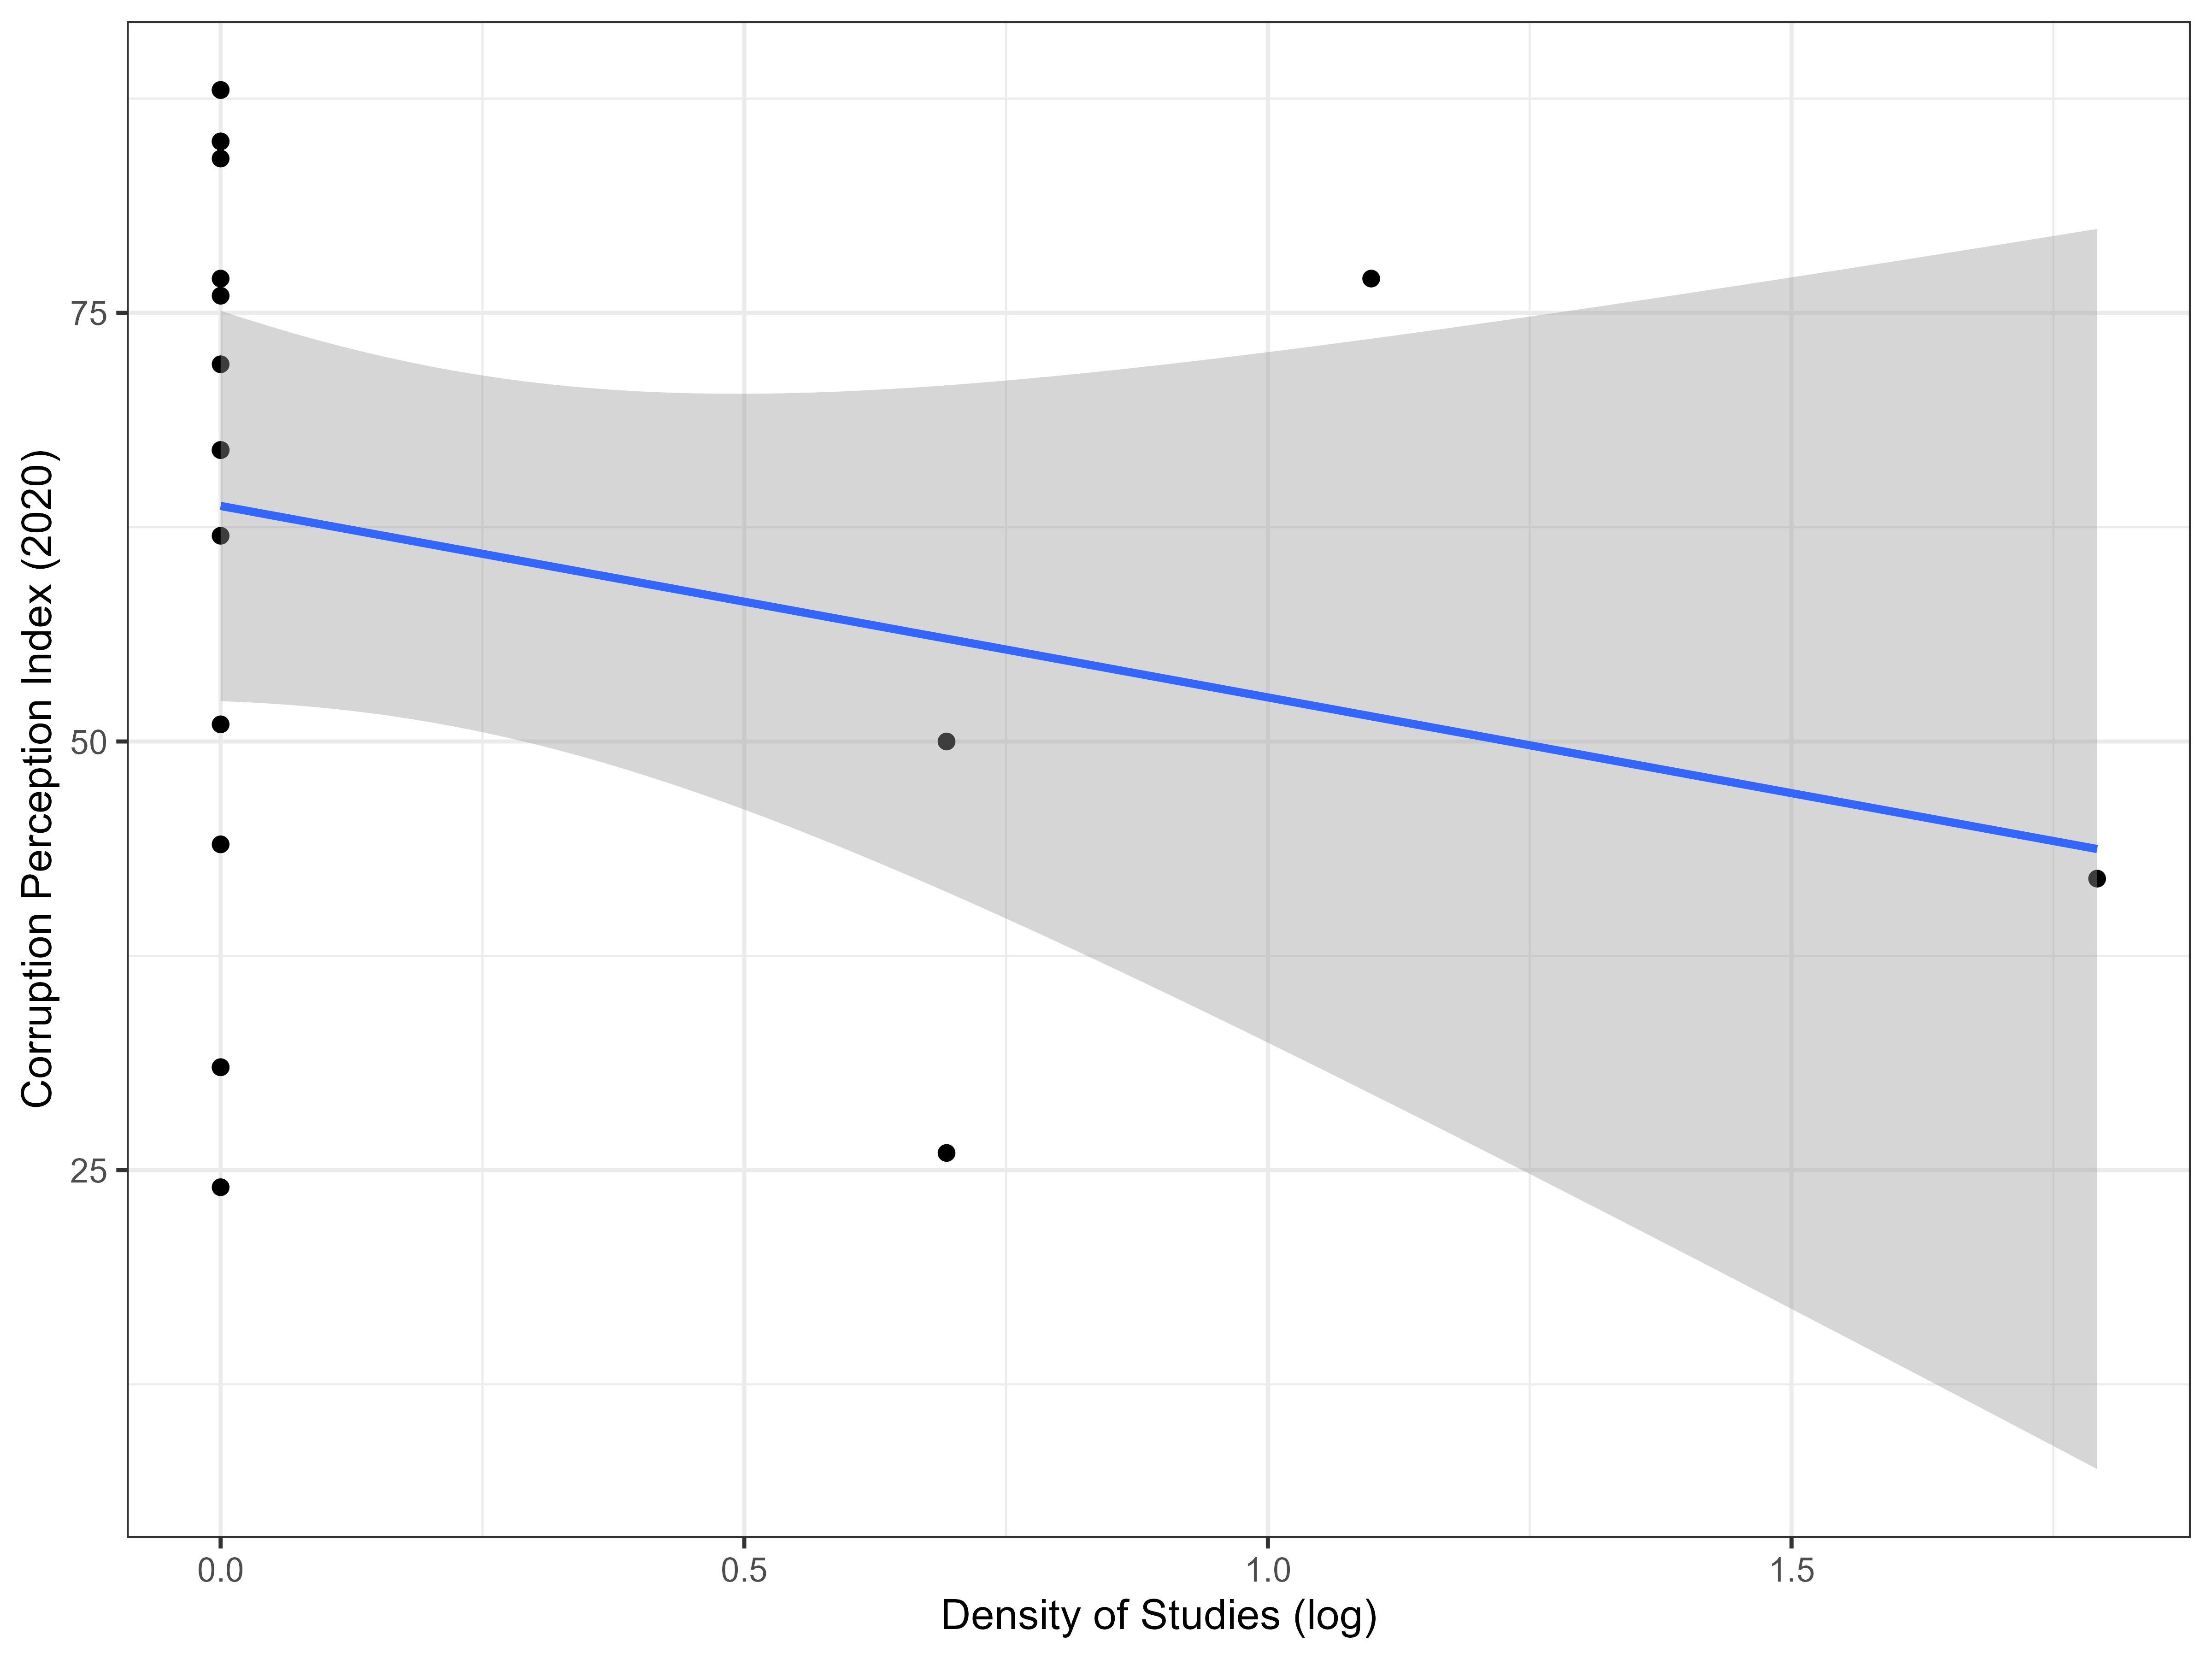 Corruption Perception Index (2020)
75
50
25
0.0 0.5 1.0 1.5
Density of Studies (log)